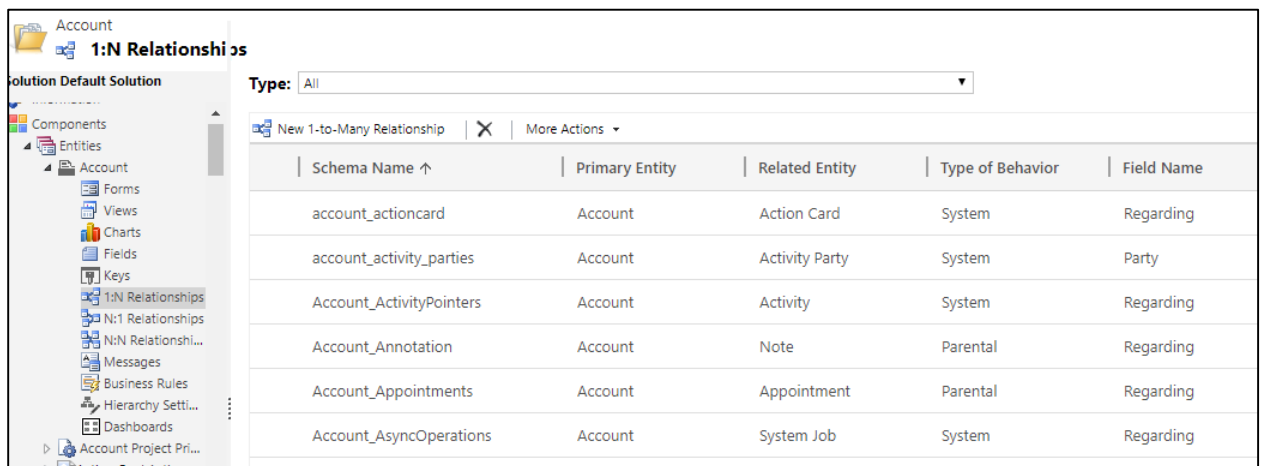 Account
1:N Relationships
Solution Default Solution
Components
Entities
Account
Forms
Views
Charts
Fields
Keys
1:N Relationships
N:1 Relationships
N:N Relationshi...
Messages
Business Rules
Hierarchy Setti...
Dashboards
Account Project Pri...
Type: All
New 1-to-Many Relationship More Actions
Schema Name ↑ Primary Entity Related Entity Type of Behavior Field Name
account_actioncard Account Action Card System Regarding
account_activity_parties Account Activity Party System Party
Account_ActivityPointers Account Activity System Regarding
Account_Annotation Account Note Parental Regarding
Account_Appointments Account Appointment Parental Regarding
Account_AsyncOperations Account System Job System Regarding